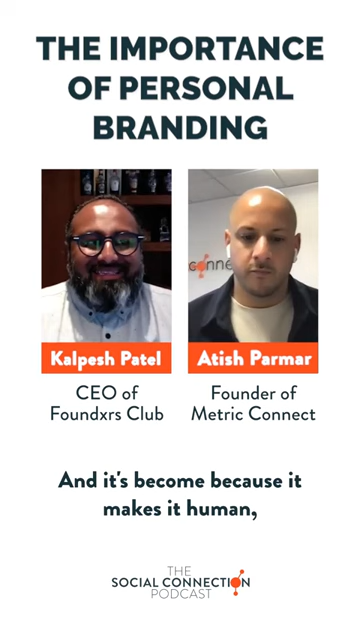 THE IMPORTANCE
OF PERSONAL
BRANDING
conne
Kalpesh Patel
Atish Parmar
CEO of
Foundxrs Club
Founder of
Metric Connect
And it's become because it
makes it human,
THE
SOCIAL CONNECTION
PODCAST